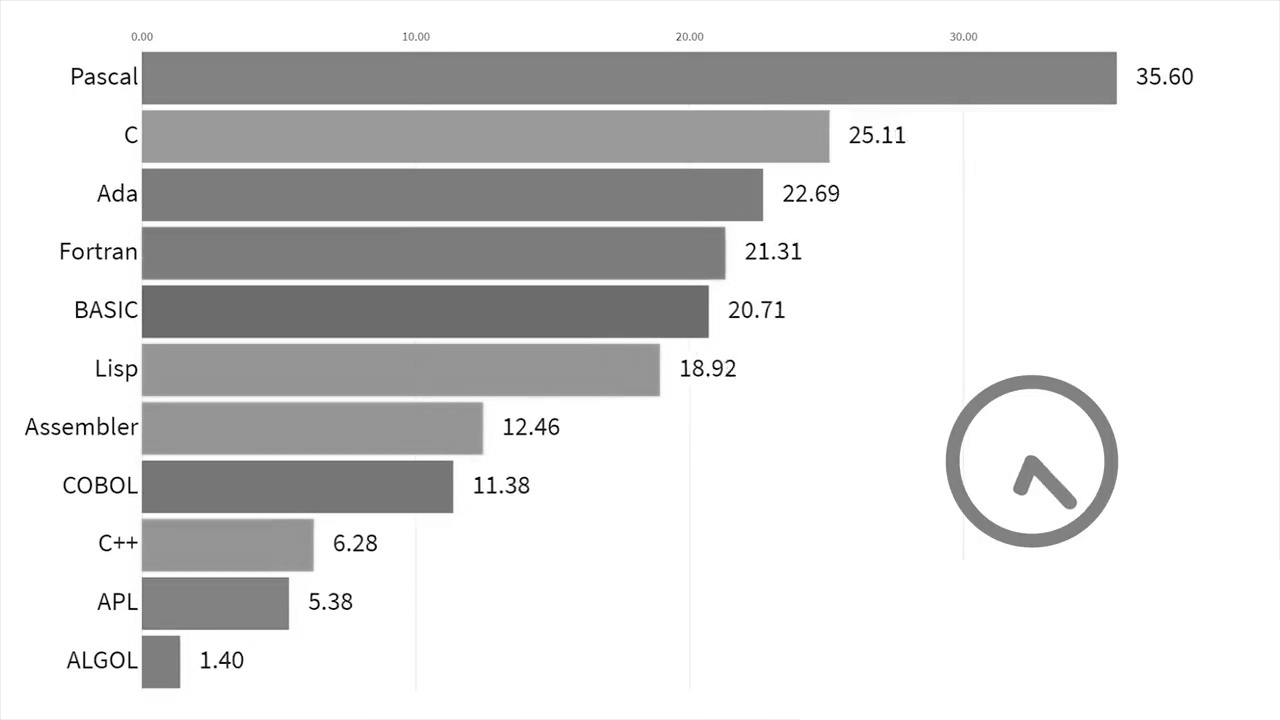 0.00 10.00 20.00 30.00
Pascal 35.60
C 25.11
Ada 22.69
Fortran 21.31
BASIC 20.71
Lisp 18.92
Assembler 12.46
COBOL 11.38
C++ 6.28
APL 5.38
ALGOL 1.40